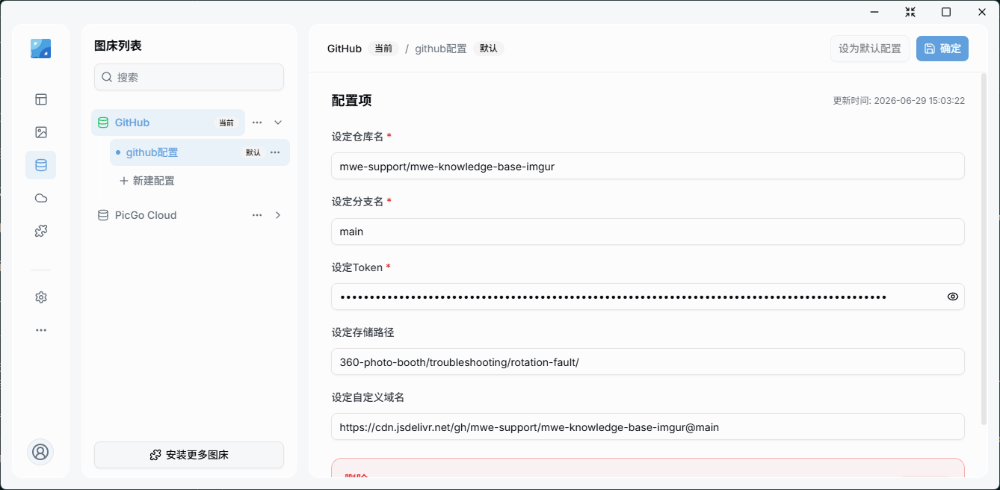 图床列表
搜索
GitHub 当前
github配置 默认
+ 新建配置
PicGo Cloud
安装更多图床
GitHub 当前 / github配置 默认
设为默认配置
确定
配置项
更新时间: 2026-06-29 15:03:22
设定仓库名 *
mwe-support/mwe-knowledge-base-imgur
设定分支名 *
main
设定Token *
设定存储路径
360-photo-booth/troubleshooting/rotation-fault/
设定自定义域名
https://cdn.jsdelivr.net/gh/mwe-support/mwe-knowledge-base-imgur@main